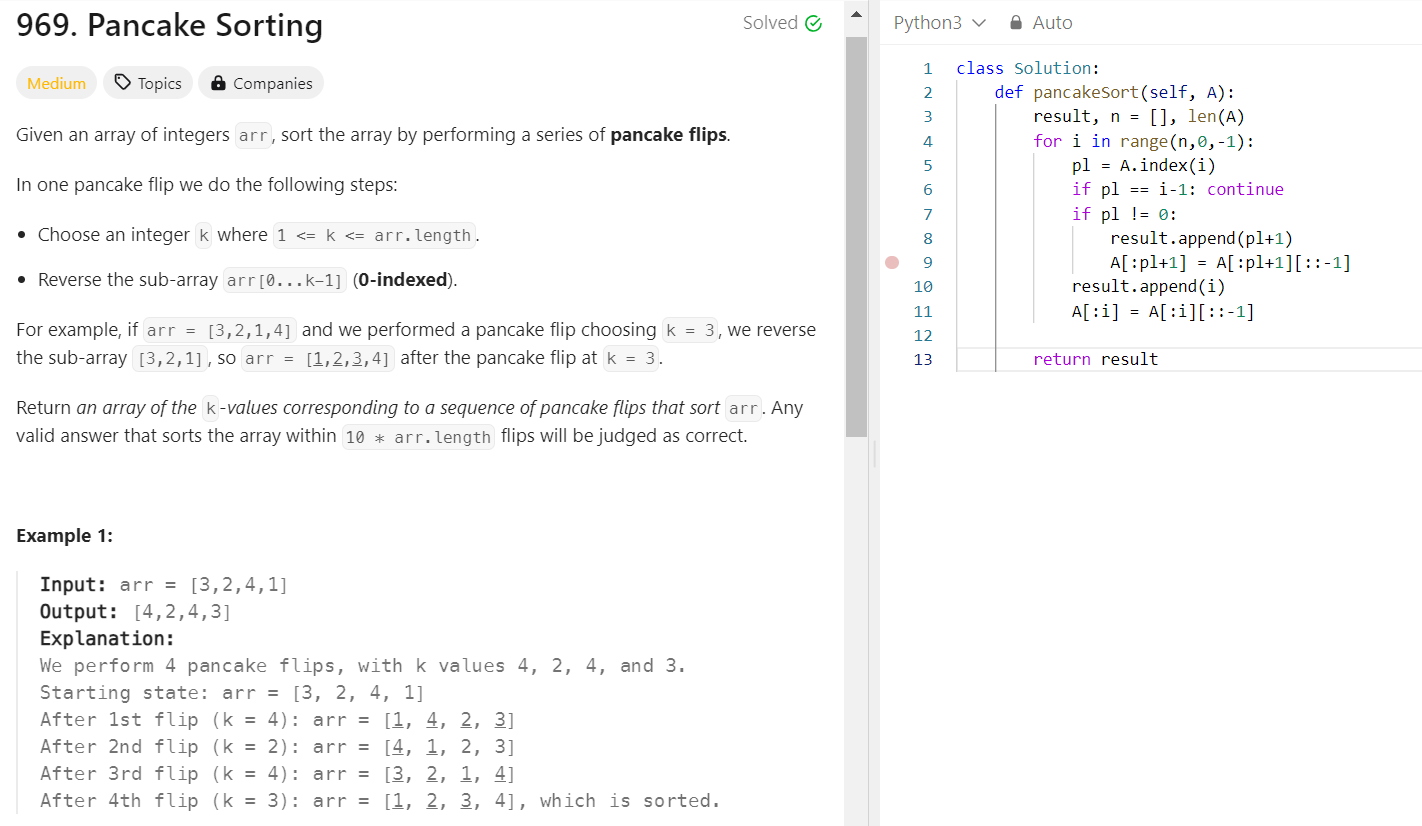 969. Pancake Sorting
Solved
Medium
Topics
Companies
Given an array of integers arr, sort the array by performing a series of pancake flips.
In one pancake flip we do the following steps:
• Choose an integer k where 1 <= k <= arr.length.
• Reverse the sub-array arr[0...k-1] (0-indexed).
For example, if arr = [3,2,1,4] and we performed a pancake flip choosing k = 3, we reverse
the sub-array [3,2,1], so arr = [1,2,3,4] after the pancake flip at k = 3.
Return an array of the k-values corresponding to a sequence of pancake flips that sort arr. Any
valid answer that sorts the array within 10 * arr.length flips will be judged as correct.
Example 1:
Input: arr = [3,2,4,1]
Output: [4,2,4,3]
Explanation:
We perform 4 pancake flips, with k values 4, 2, 4, and 3.
Starting state: arr = [3, 2, 4, 1]
After 1st flip (k = 4): arr = [1, 4, 2, 3]
After 2nd flip (k = 2): arr = [4, 1, 2, 3]
After 3rd flip (k = 4): arr = [3, 2, 1, 4]
After 4th flip (k = 3): arr = [1, 2, 3, 4], which is sorted.
Python3
Auto
1 class Solution:
2     def pancakeSort(self, A):
3         result, n = [], len(A)
4         for i in range(n,0,-1):
5             pl = A.index(i)
6             if pl == i-1: continue
7             if pl != 0:
8                 result.append(pl+1)
9                 A[:pl+1] = A[:pl+1][::-1]
10             result.append(i)
11             A[:i] = A[:i][::-1]
12
13         return result